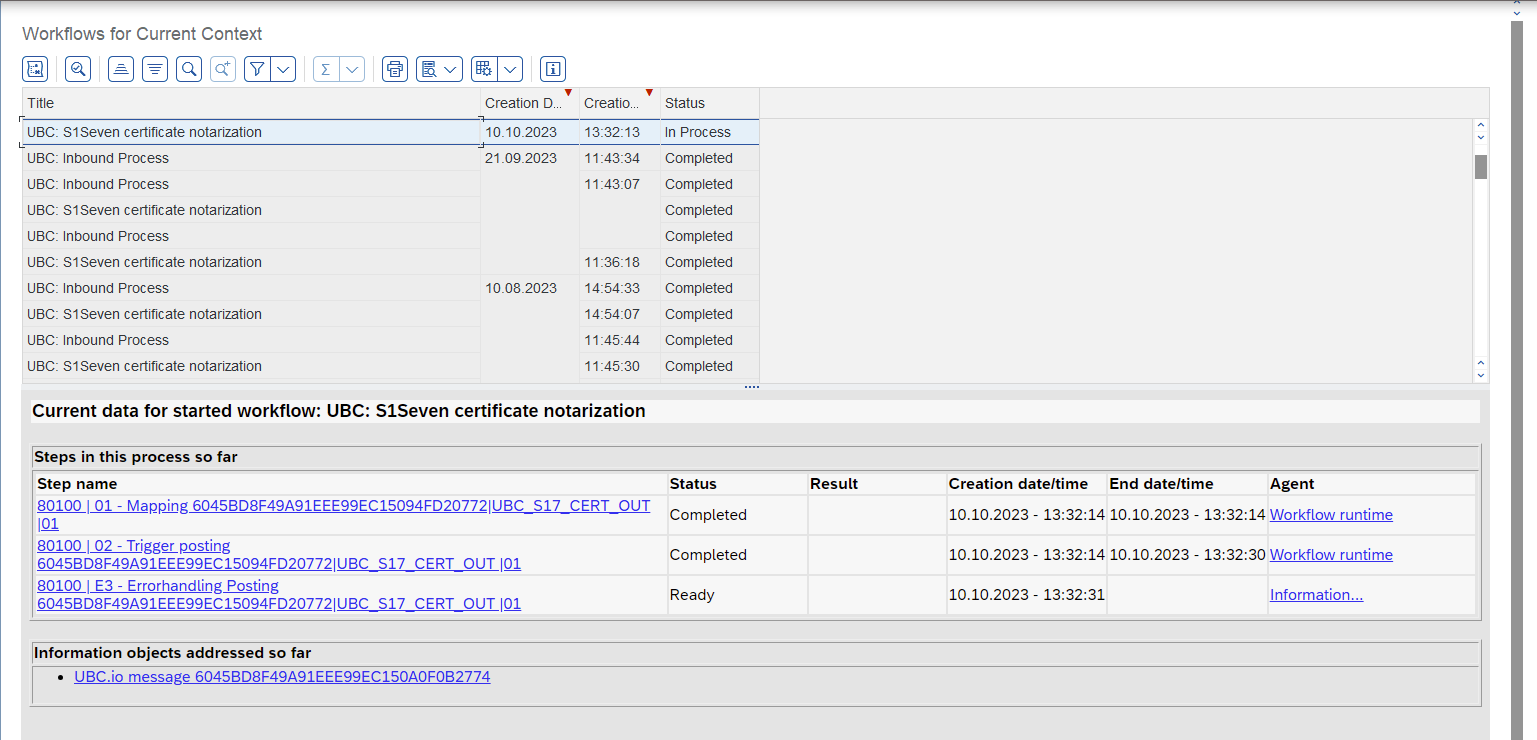 Workflows for Current Context
Title Creation D... Creatio... Status
UBC: S1Seven certificate notarization 10.10.2023 13:32:13 In Process
UBC: Inbound Process 21.09.2023 11:43:34 Completed
UBC: Inbound Process 11:43:07 Completed
UBC: S1Seven certificate notarization Completed
UBC: Inbound Process Completed
UBC: S1Seven certificate notarization 11:36:18 Completed
UBC: Inbound Process 10.08.2023 14:54:33 Completed
UBC: S1Seven certificate notarization 14:54:07 Completed
UBC: Inbound Process 11:45:44 Completed
UBC: S1Seven certificate notarization 11:45:30 Completed
Current data for started workflow: UBC: S1Seven certificate notarization
Steps in this process so far
Step name Status Result Creation date/time End date/time Agent
80100 | 01 - Mapping 6045BD8F49A91EEE99EC15094FD20772|UBC_S17_CERT_OUT
|01
Completed 10.10.2023 - 13:32:14 10.10.2023 - 13:32:14 Workflow runtime
80100 | 02 - Trigger posting
6045BD8F49A91EEE99EC15094FD20772|UBC_S17_CERT_OUT |01
Completed 10.10.2023 - 13:32:14 10.10.2023 - 13:32:30 Workflow runtime
80100 | E3 - Errorhandling Posting
6045BD8F49A91EEE99EC15094FD20772|UBC_S17_CERT_OUT |01
Ready 10.10.2023 - 13:32:31 Information...
Information objects addressed so far
• UBC.io message 6045BD8F49A91EEE99EC150A0F0B2774